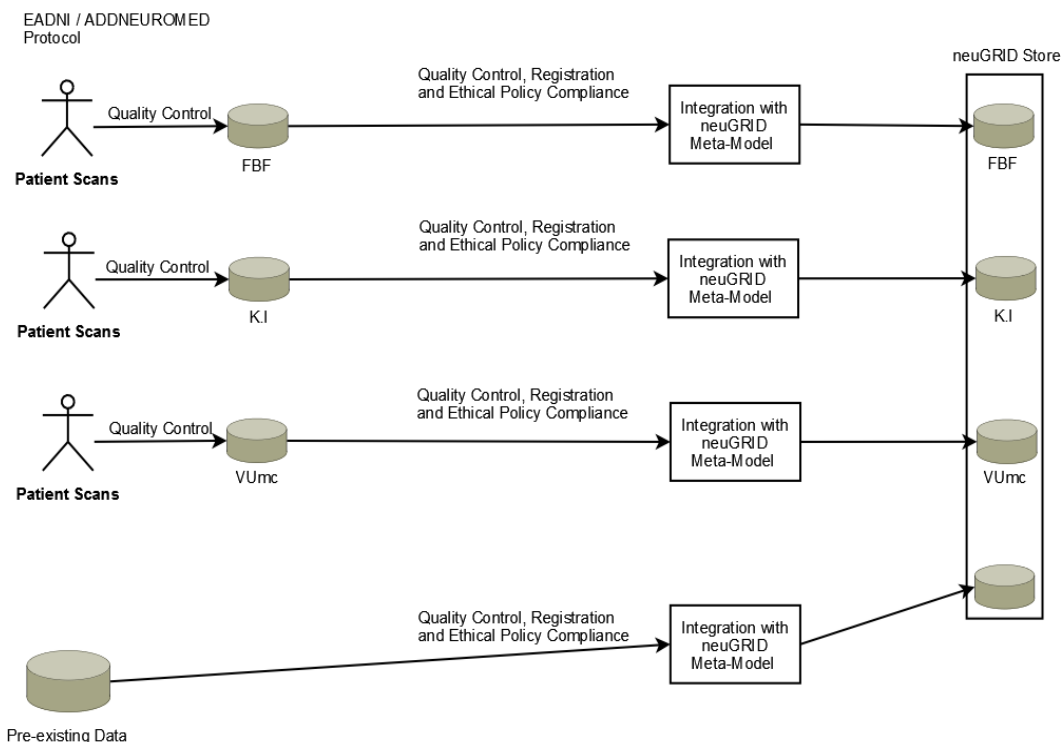 EADNI / ADDNEUROMED
Protocol
neuGRID Store
Quality Control, Registration
and Ethical Policy Compliance
Quality Control
Integration with
neuGRID
Meta-Model
FBF
FBF
Patient Scans
Quality Control, Registration
and Ethical Policy Compliance
Quality Control
Integration with
neuGRID
Meta-Model
K.I
K.I
Patient Scans
Quality Control, Registration
and Ethical Policy Compliance
Quality Control
Integration with
neuGRID
Meta-Model
VUmc
VUmc
Patient Scans
Quality Control, Registration
and Ethical Policy Compliance
Integration with
neuGRID
Meta-Model
Pre-existing Data